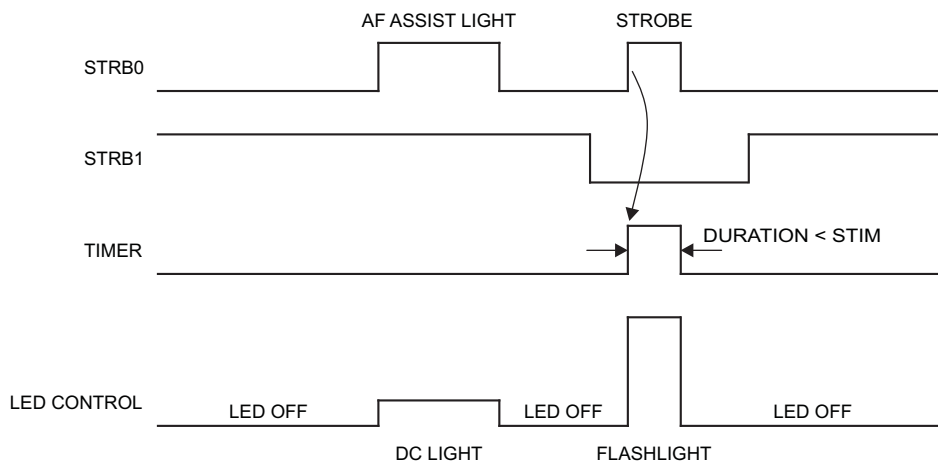 AF ASSIST LIGHT STROBE
STRB0
STRB1
TIMER
DURATION < STIM
LED CONTROL
LED OFF LED OFF LED OFF
DC LIGHT FLASHLIGHT